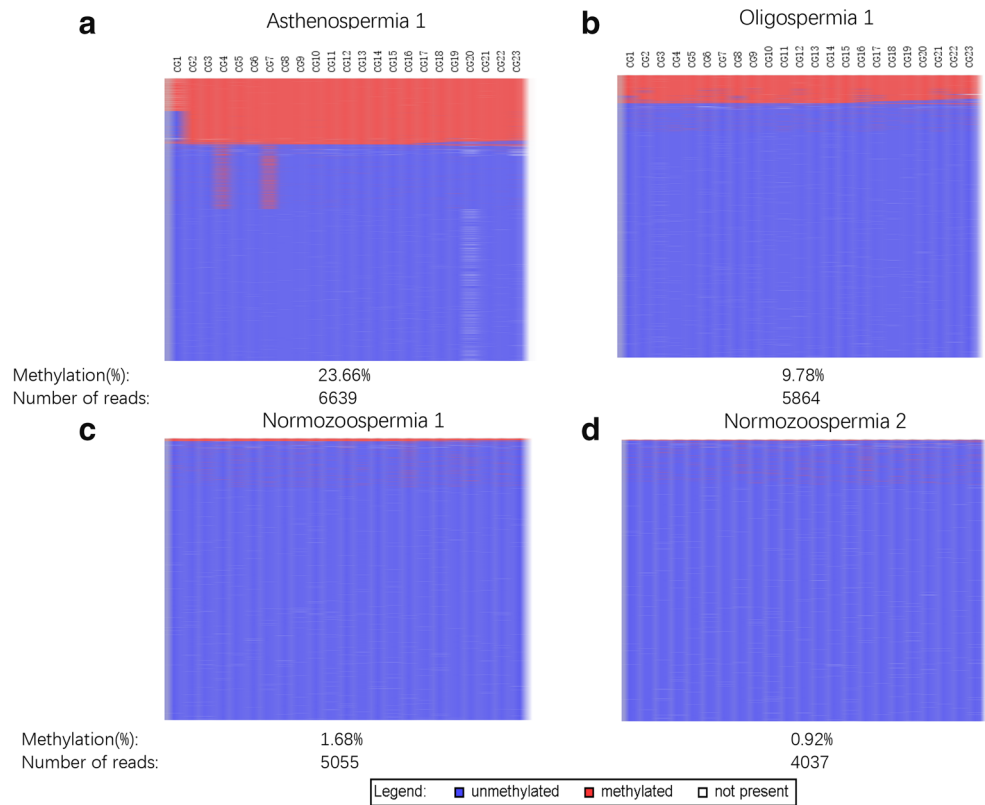 a
Asthenospermia 1
CG1 CG2 CG3 CG4 CG5 CG6 CG7 CG8 CG9 CG10 CG11 CG12 CG13 CG14 CG15 CG16 CG17 CG18 CG19 CG20 CG21 CG22 CG23
Methylation(%): 23.66%
Number of reads: 6639
b
Oligospermia 1
CG1 CG2 CG3 CG4 CG5 CG6 CG7 CG8 CG9 CG10 CG11 CG12 CG13 CG14 CG15 CG16 CG17 CG18 CG19 CG20 CG21 CG22 CG23
9.78%
5864
c
Normozoospermia 1
Methylation(%): 1.68%
Number of reads: 5055
d
Normozoospermia 2
0.92%
4037
Legend: unmethylated methylated not present